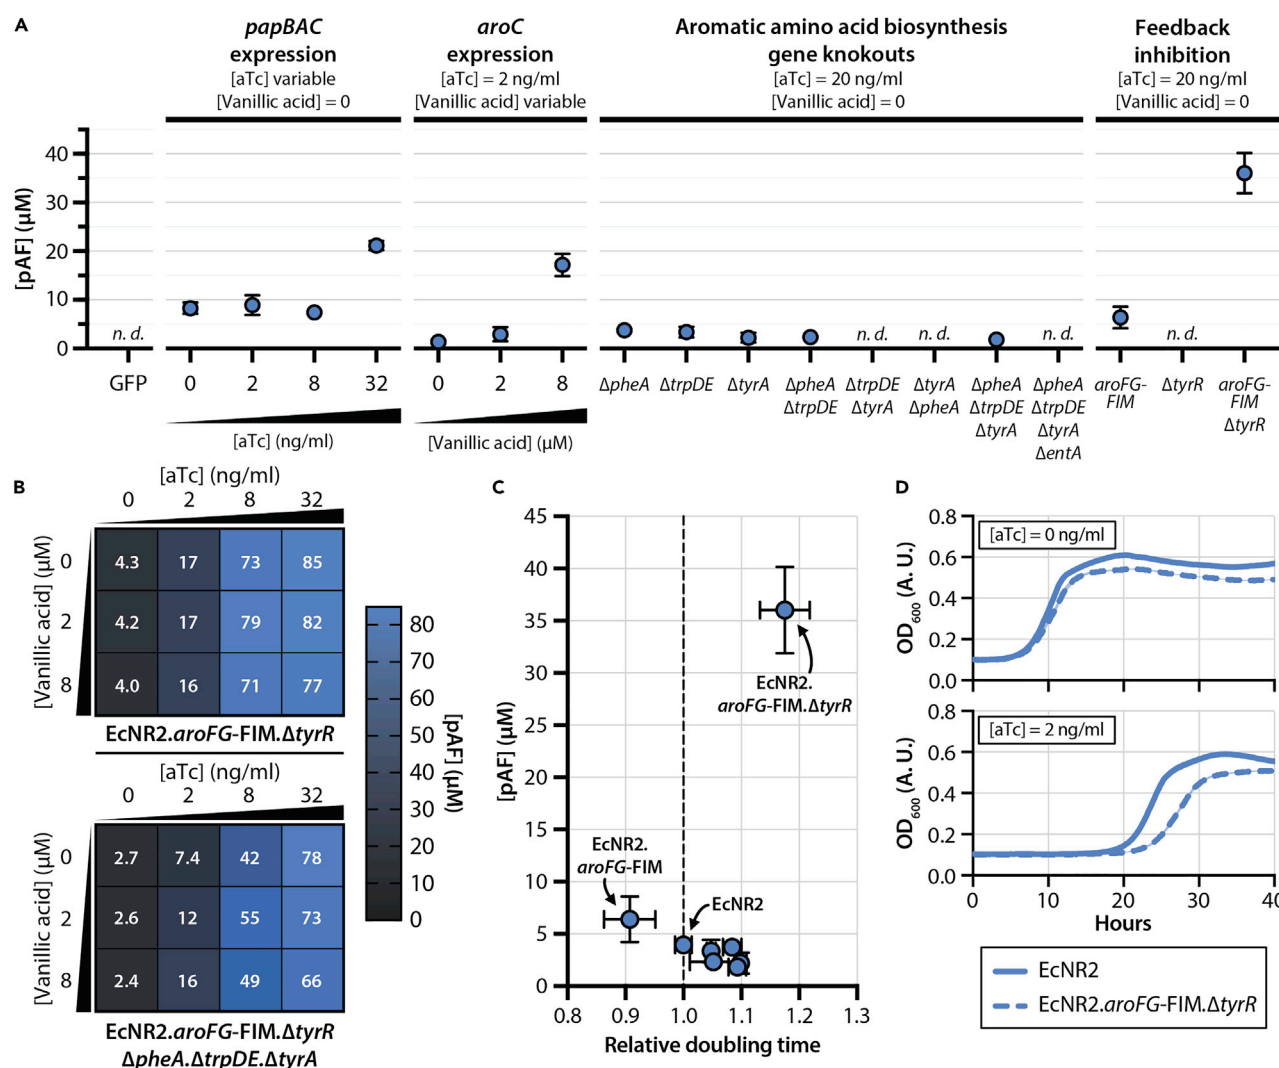 A
papBAC
expression
[aTc] variable
[Vanillic acid] = 0
aroC
expression
[aTc] = 2 ng/ml
[Vanillic acid] variable
Aromatic amino acid biosynthesis
gene knokouts
[aTc] = 20 ng/ml
[Vanillic acid] = 0
Feedback
inhibition
[aTc] = 20 ng/ml
[Vanillic acid] = 0
[pAF] (µM)
40
30
20
10
0
n. d.
n. d.
n. d.
n. d.
n. d.
GFP
0
2
8
32
[aTc] (ng/ml)
0
2
8
[Vanillic acid] (µM)
ΔpheA
ΔtrpDE
ΔtyrA
ΔpheA
ΔtrpDE
ΔtrpDE
ΔtyrA
ΔtyrA
ΔpheA
ΔpheA
ΔtrpDE
ΔtyrA
ΔpheA
ΔtrpDE
ΔtyrA
ΔentA
aroFG-
FIM
ΔtyrR
aroFG-
FIM
ΔtyrR
B
[aTc] (ng/ml)
0 2 8 32
[Vanillic acid] (µM)
0 4.3 17 73 85
2 4.2 17 79 82
8 4.0 16 71 77
EcNR2.aroFG-FIM.ΔtyrR
[aTc] (ng/ml)
0 2 8 32
[Vanillic acid] (µM)
0 2.7 7.4 42 78
2 2.6 12 55 73
8 2.4 16 49 66
EcNR2.aroFG-FIM.ΔtyrR
ΔpheA.ΔtrpDE.ΔtyrA
80
70
60
50
40
30
20
10
0
[pAF] (µM)
C
[pAF] (µM)
45
40
35
30
25
20
15
10
5
0
EcNR2.
aroFG-FIM.ΔtyrR
EcNR2.
aroFG-FIM
EcNR2
0.8 0.9 1.0 1.1 1.2 1.3
Relative doubling time
D
OD600 (A. U.)
0.8
0.6
0.4
0.2
0.0
[aTc] = 0 ng/ml
OD600 (A. U.)
0.8
0.6
0.4
0.2
0.0
[aTc] = 2 ng/ml
0 10 20 30 40
Hours
EcNR2
EcNR2.aroFG-FIM.ΔtyrR